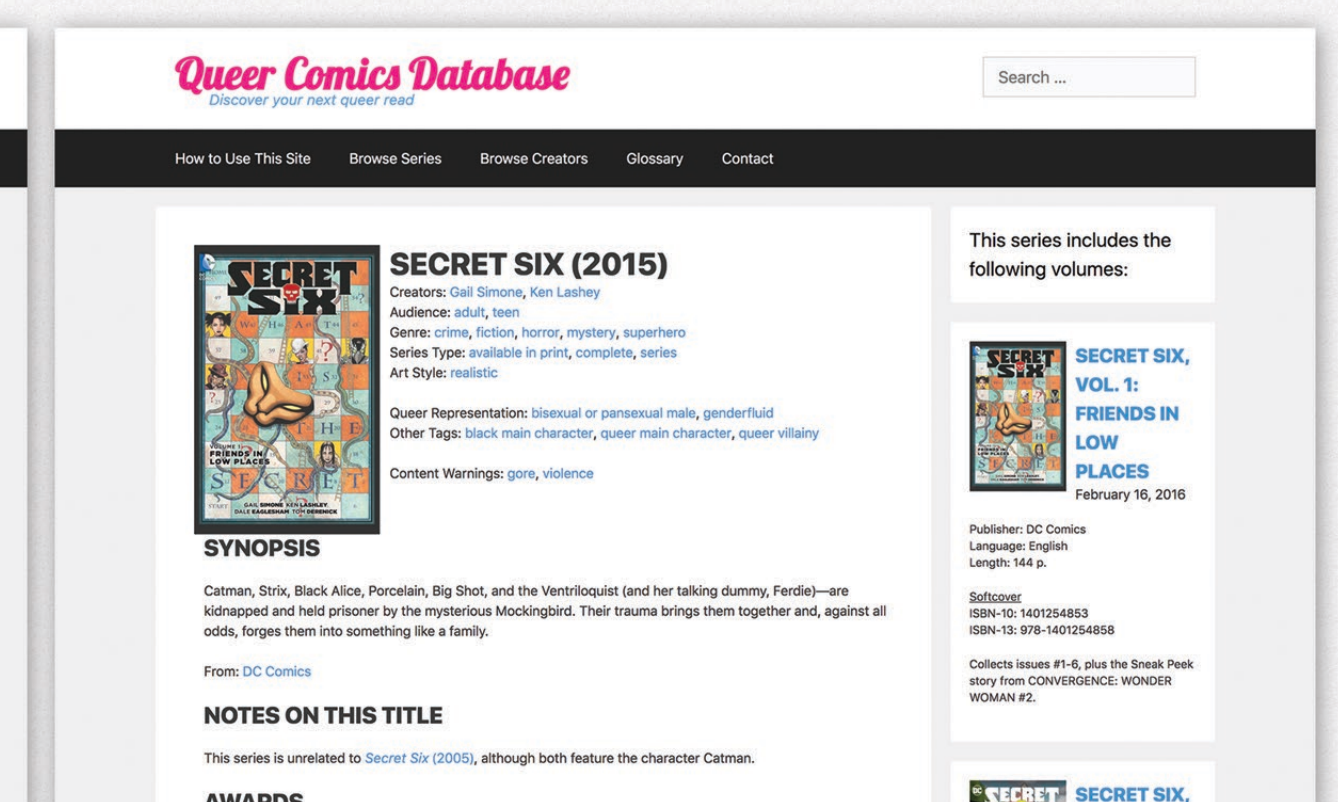 Queer Comics Database
Discover your next queer read
Search ...
How to Use This Site
Browse Series
Browse Creators
Glossary
Contact
SECRET SIX
VOLUME 1:
FRIENDS IN
LOW PLACES
GAIL SIMONE KEN LASHLEY
DALE EAGLESHAM TOM DERENICK
SECRET SIX (2015)
Creators: Gail Simone, Ken Lashey
Audience: adult, teen
Genre: crime, fiction, horror, mystery, superhero
Series Type: available in print, complete, series
Art Style: realistic
Queer Representation: bisexual or pansexual male, genderfluid
Other Tags: black main character, queer main character, queer villainy
Content Warnings: gore, violence
SYNOPSIS
Catman, Strix, Black Alice, Porcelain, Big Shot, and the Ventriloquist (and her talking dummy, Ferdie)—are
kidnapped and held prisoner by the mysterious Mockingbird. Their trauma brings them together and, against all
odds, forges them into something like a family.
From: DC Comics
NOTES ON THIS TITLE
This series is unrelated to Secret Six (2005), although both feature the character Catman.
AWARDS
This series includes the
following volumes:
SECRET SIX
SECRET SIX,
VOL. 1:
FRIENDS IN
LOW
PLACES
February 16, 2016
Publisher: DC Comics
Language: English
Length: 144 p.
Softcover
ISBN-10: 1401254853
ISBN-13: 978-1401254858
Collects issues #1-6, plus the Sneak Peek
story from CONVERGENCE: WONDER
WOMAN #2.
SECRET
SECRET SIX,